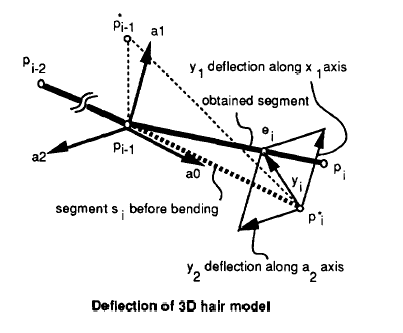 p*i-1
a1
y1 deflection along x1 axis
pi-2
obtained segment
ei
pi-1
a2
a0
yi
pi
segment si before bending
p*i
y2 deflection along a2 axis
Deflection of 3D hair model